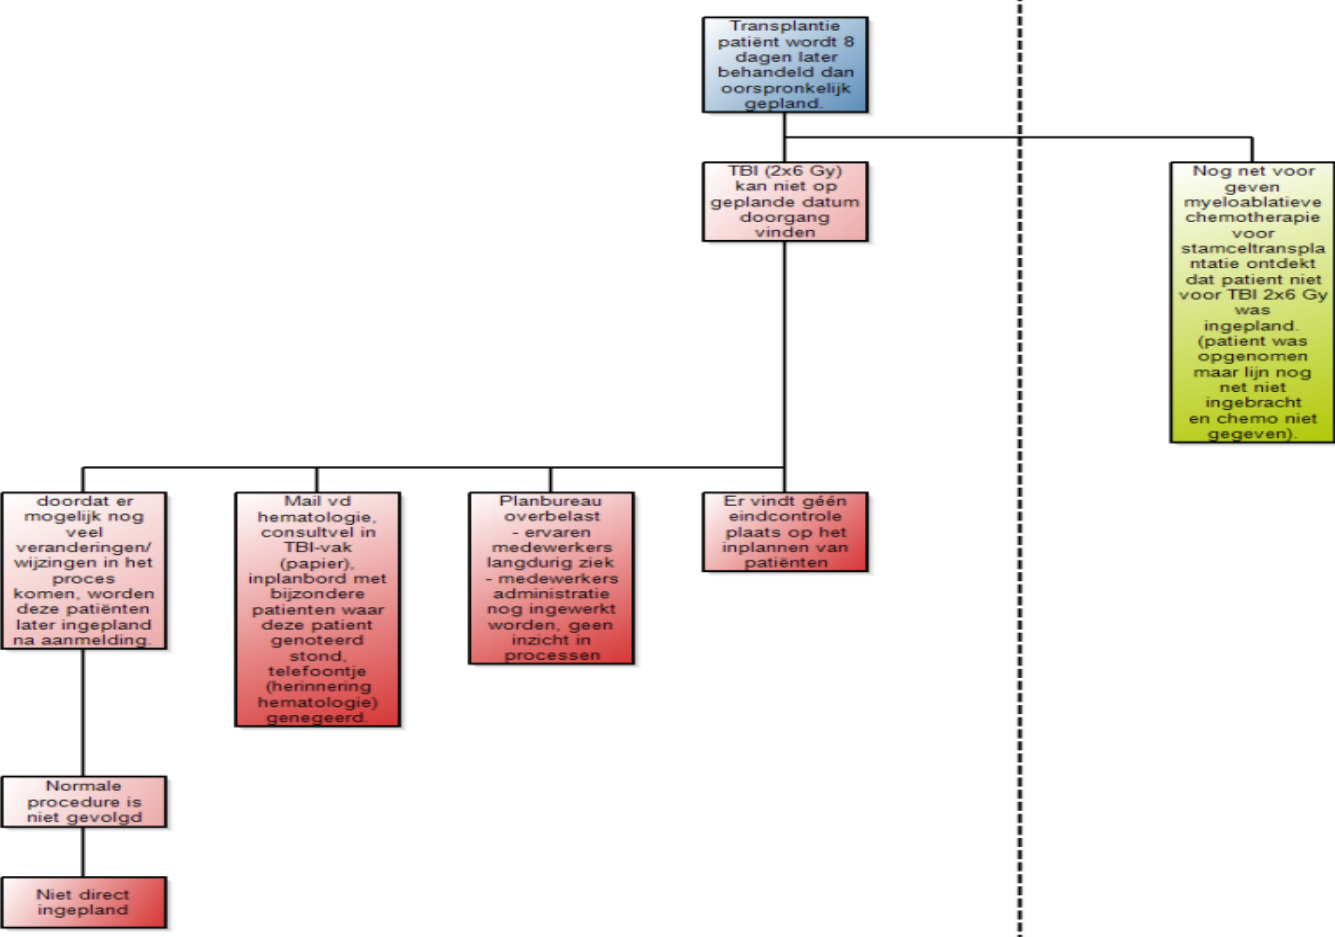 Transplantie
patiënt wordt 8
dagen later
behandeld dan
oorspronkelijk
gepland.
TBI (2x6 Gy)
kan niet op
geplande datum
doorgang
vinden
Nog net voor
geven
myeloablatieve
chemotherapie
voor
stamceltranspla
ntatie ontdekt
dat patient niet
voor TBI 2x6 Gy
was
ingepland.
(patient was
opgenomen
maar lijn nog
net niet
ingebracht
en chemo niet
gegeven).
doordat er
mogelijk nog
veel
veranderingen/
wijzingen in het
proces
komen, worden
deze patiënten
later ingepland
na aanmelding.
Mail vd
hematologie,
consultvel in
TBI-vak
(papier),
inplanbord met
bijzondere
patienten waar
deze patient
genoteerd
stond,
telefoontje
(herinnering
hematologie)
genegeerd.
Planbureau
overbelast
- ervaren
medewerkers
langdurig ziek
- medewerkers
administratie
nog ingewerkt
worden, geen
inzicht in
processen
Er vindt géén
eindcontrole
plaats op het
inplannen van
patiënten
Normale
procedure is
niet gevolgd
Niet direct
ingepland